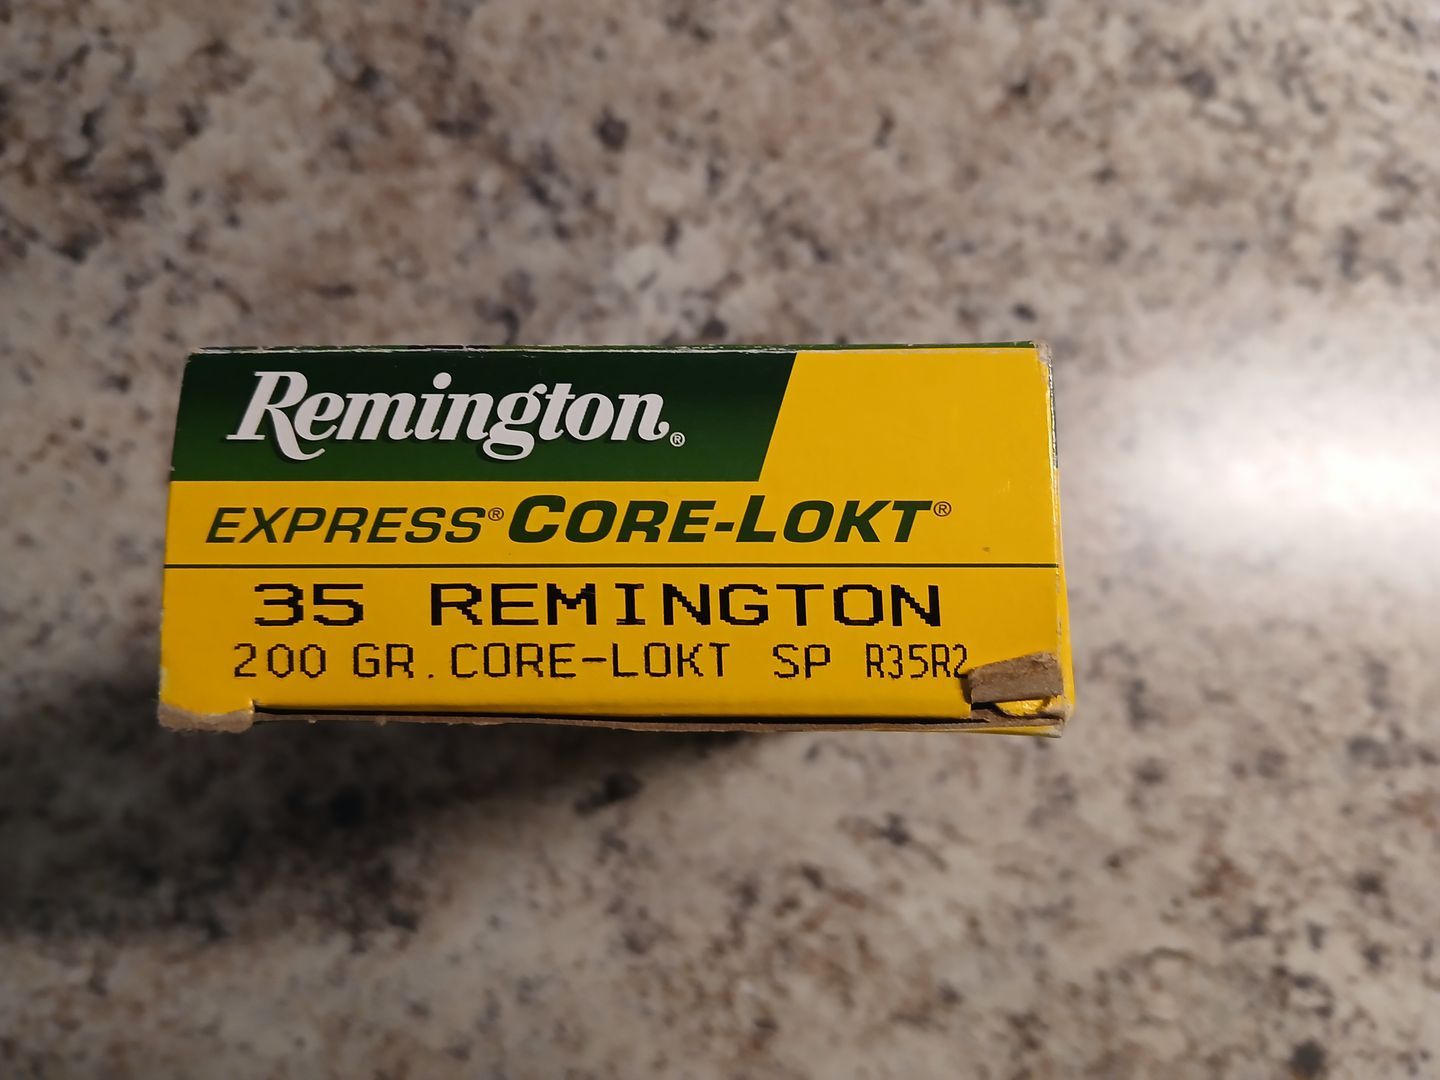 Remington®
EXPRESS® CORE-LOKT®
35 REMINGTON
200 GR. CORE-LOKT SP R35R2